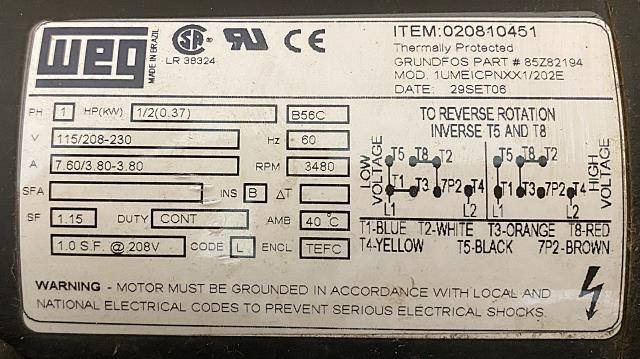 weg
MADE IN BRAZIL
SA
LR 38324
ITEM:020810451
Thermally Protected
GRUNDFOS PART # 85Z82194
MOD. 1UMEICPNXX1/202E
DATE: 29SET06
PH 1 HP(KW) 1/2(0.37) B56C
V 115/208-230 Hz 60
A 7.60/3.80-3.80 RPM 3480
SFA INS B ΔT
SF 1.15 DUTY CONT AMB 40°C
1.0 S.F. @ 208V CODE L ENCL TEFC
TO REVERSE ROTATION
INVERSE T5 AND T8
LOW VOLTAGE
T5 T8 T2
T1 T3 7P2 T4
L1 L2
T5 T8 T2
T1 T3 7P2 T4
L1 L2
HIGH VOLTAGE
T1-BLUE T2-WHITE T3-ORANGE T8-RED
T4-YELLOW T5-BLACK 7P2-BROWN
WARNING - MOTOR MUST BE GROUNDED IN ACCORDANCE WITH LOCAL AND
NATIONAL ELECTRICAL CODES TO PREVENT SERIOUS ELECTRICAL SHOCKS.